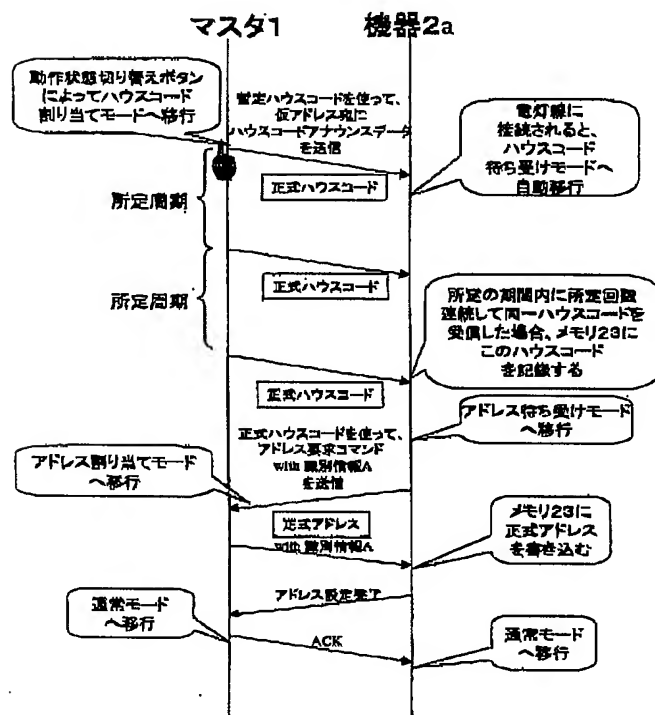 マスタ1
機器2a
動作状態切り替えボタン
によってハウスコード
割り当てモードへ移行
暫定ハウスコードを使って、
仮アドレス宛に
ハウスコードアナウンスデータ
を送信
電灯線に
接続されると、
ハウスコード
待ち受けモードへ
自動移行
正式ハウスコード
所定周期
正式ハウスコード
所定周期
所定の期間内に所定回数
連続して同一ハウスコードを
受信した場合、メモリ23に
このハウスコード
を記録する
正式ハウスコード
アドレス待ち受けモード
へ移行
正式ハウスコードを使って、
アドレス要求コマンド
with 識別情報A
を送信
アドレス割り当てモード
へ移行
正式アドレス
with 識別情報A
メモリ23に
正式アドレス
を書き込む
アドレス設定完了
通常モード
へ移行
ACK
通常モード
へ移行